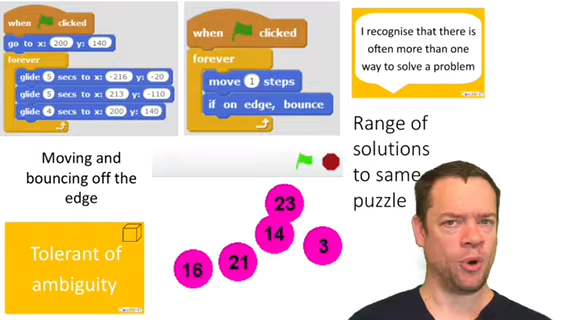 when clicked
go to x: 200 y: 140
forever
glide 5 secs to x: -216 y: -20
glide 5 secs to x: 213 y: -110
glide 4 secs to x: 200 y: 140
when clicked
forever
move 1 steps
if on edge, bounce
I recognise that there is
often more than one
way to solve a problem
Moving and
bouncing off the
edge
Range of
solutions
to same
puzzle
Tolerant of
ambiguity
23
14
3
21
16